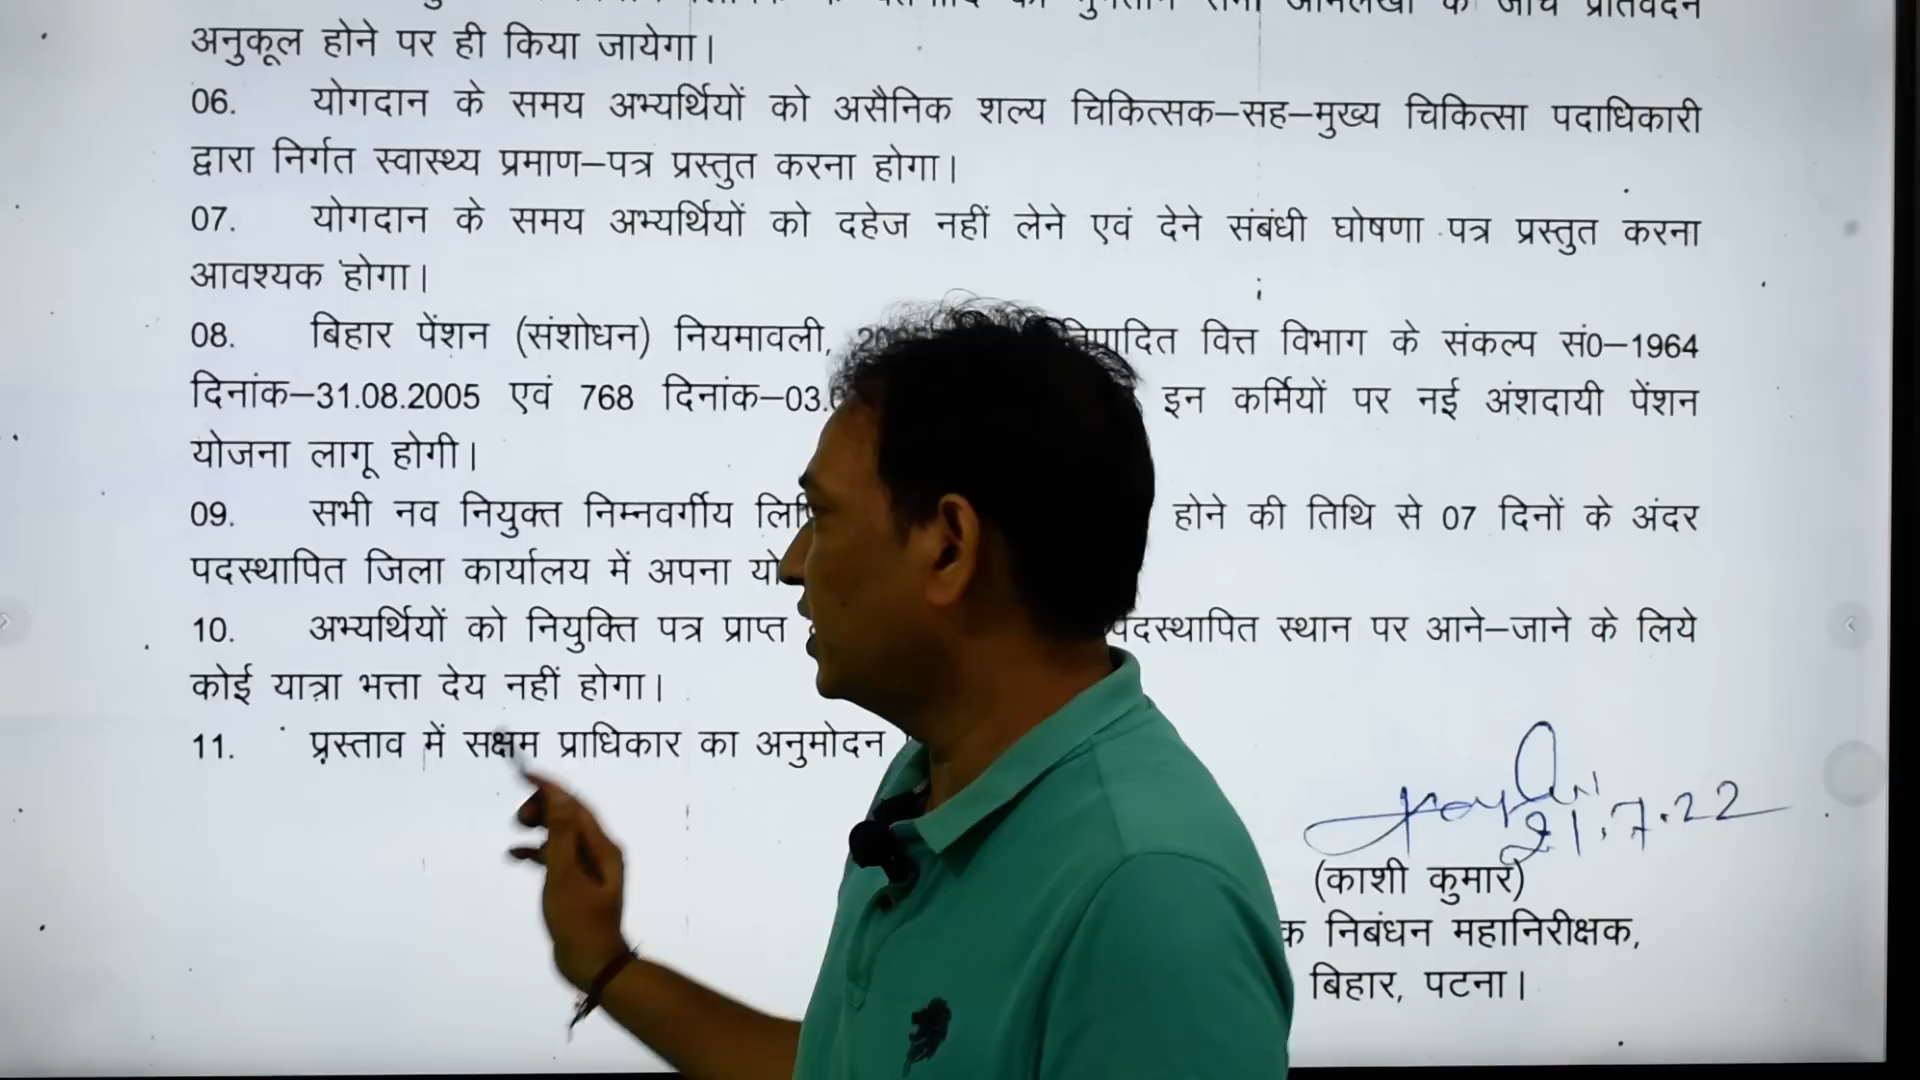 अनुकूल होने पर ही किया जायेगा।
06. योगदान के समय अभ्यर्थियों को असैनिक शल्य चिकित्सक–सह–मुख्य चिकित्सा पदाधिकारी
द्वारा निर्गत स्वास्थ्य प्रमाण–पत्र प्रस्तुत करना होगा।
07. योगदान के समय अभ्यर्थियों को दहेज नहीं लेने एवं देने संबंधी घोषणा पत्र प्रस्तुत करना
आवश्यक होगा।
08. बिहार पेंशन (संशोधन) नियमावली, वित्त विभाग के संकल्प सं0–1964
दिनांक–31.08.2005 एवं 768 दिनांक–03. इन कर्मियों पर नई अंशदायी पेंशन
योजना लागू होगी।
09. सभी नव नियुक्त निम्नवर्गीय होने की तिथि से 07 दिनों के अंदर
पदस्थापित जिला कार्यालय में अपना
10. अभ्यर्थियों को नियुक्ति पत्र प्राप्त पदस्थापित स्थान पर आने–जाने के लिये
कोई यात्रा भत्ता देय नहीं होगा।
11. प्रस्ताव में सक्षम प्राधिकार का अनुमोदन
21.7.22
(काशी कुमार)
निबंधन महानिरीक्षक,
बिहार, पटना।